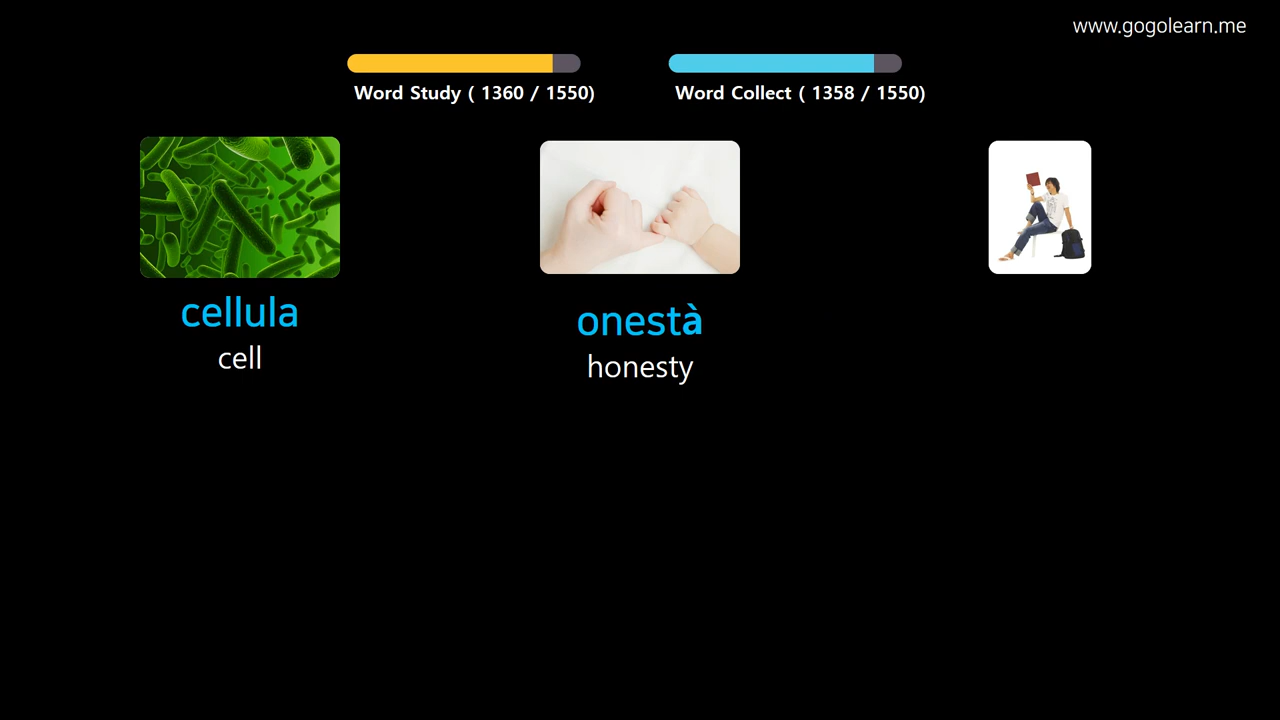 www.gogolearn.me
Word Study ( 1360 / 1550)
Word Collect ( 1358 / 1550)
cellula
cell
onestà
honesty